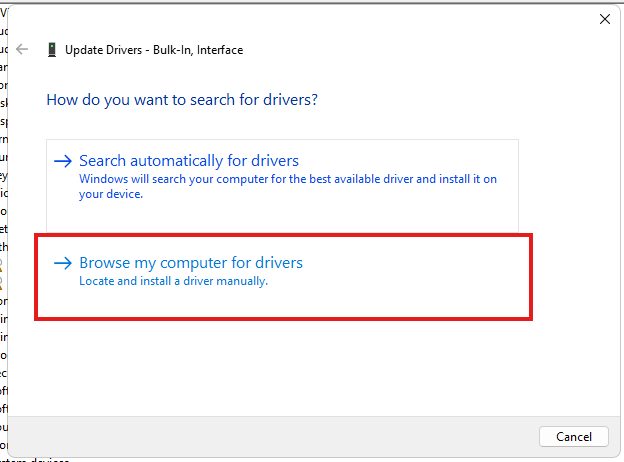 Update Drivers - Bulk-In, Interface
How do you want to search for drivers?
Search automatically for drivers
Windows will search your computer for the best available driver and install it on
your device.
Browse my computer for drivers
Locate and install a driver manually.
Cancel